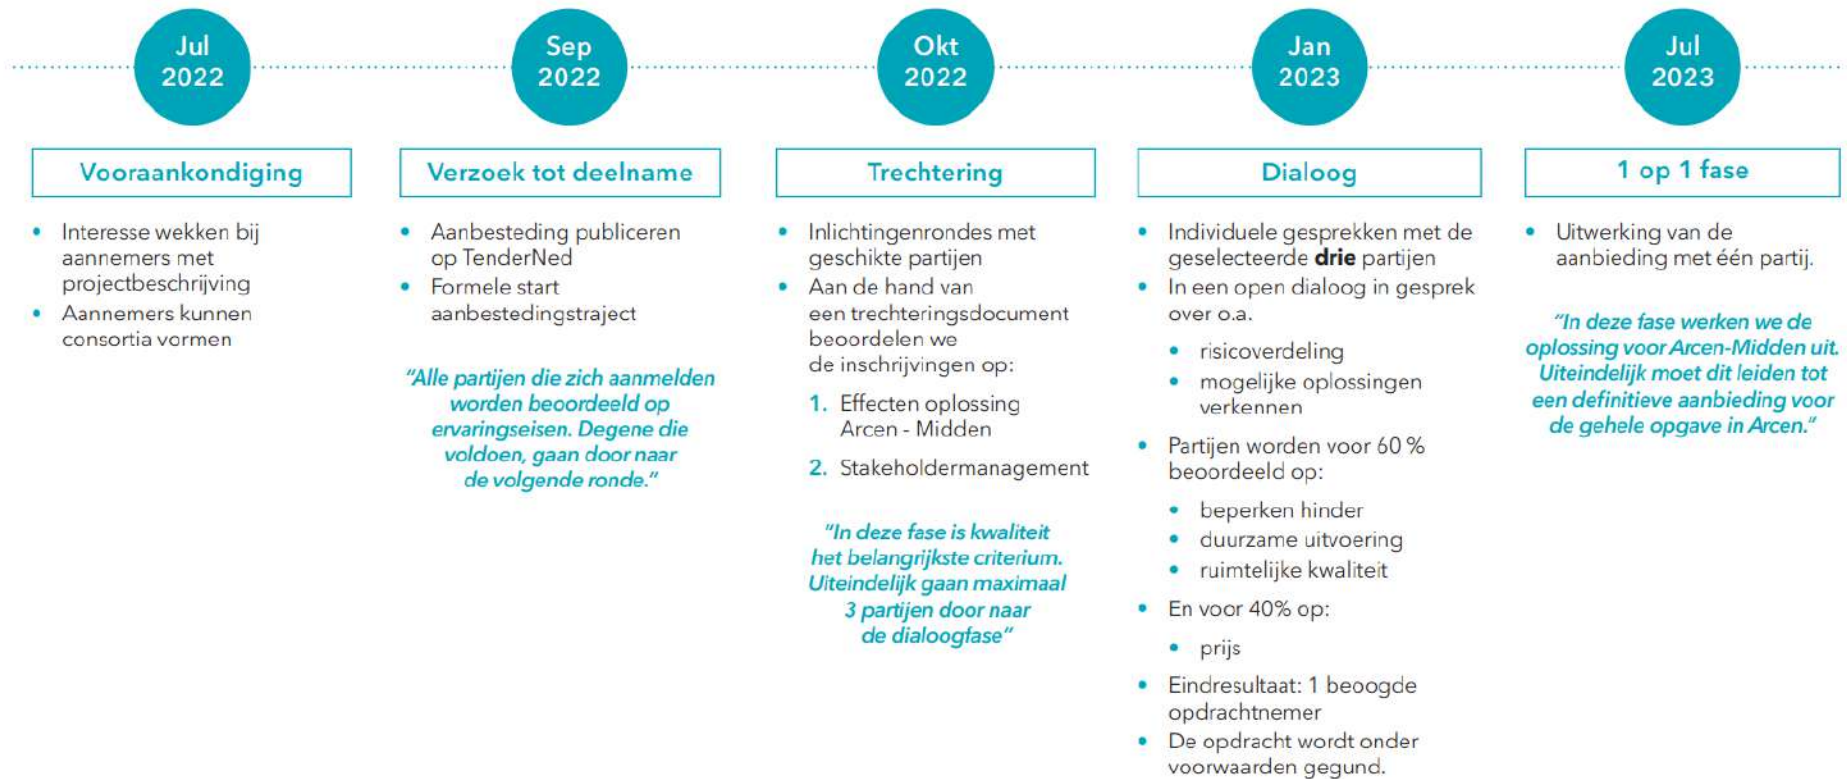 Jul
2022
Sep
2022
Okt
2022
Jan
2023
Jul
2023
Vooraankondiging
• Interesse wekken bij
aannemers met
projectbeschrijving
• Aannemers kunnen
consortia vormen
Verzoek tot deelname
• Aanbesteding publiceren
op TenderNed
• Formele start
aanbestedingstraject
"Alle partijen die zich aanmelden
worden beoordeeld op
ervaringseisen. Degene die
voldoen, gaan door naar
de volgende ronde."
Trechtering
• Inlichtingenrondes met
geschikte partijen
• Aan de hand van
een trechteringsdocument
beoordelen we
de inschrijvingen op:
1. Effecten oplossing
Arcen - Midden
2. Stakeholdermanagement
"In deze fase is kwaliteit
het belangrijkste criterium.
Uiteindelijk gaan maximaal
3 partijen door naar
de dialoogfase"
Dialoog
• Individuele gesprekken met de
geselecteerde drie partijen
• In een open dialoog in gesprek
over o.a.
• risicoverdeling
• mogelijke oplossingen
verkennen
• Partijen worden voor 60 %
beoordeeld op:
• beperken hinder
• duurzame uitvoering
• ruimtelijke kwaliteit
• En voor 40% op:
• prijs
• Eindresultaat: 1 beoogde
opdrachtnemer
• De opdracht wordt onder
voorwaarden gegund.
1 op 1 fase
• Uitwerking van de
aanbieding met één partij.
"In deze fase werken we de
oplossing voor Arcen-Midden uit.
Uiteindelijk moet dit leiden tot
een definitieve aanbieding voor
de gehele opgave in Arcen."